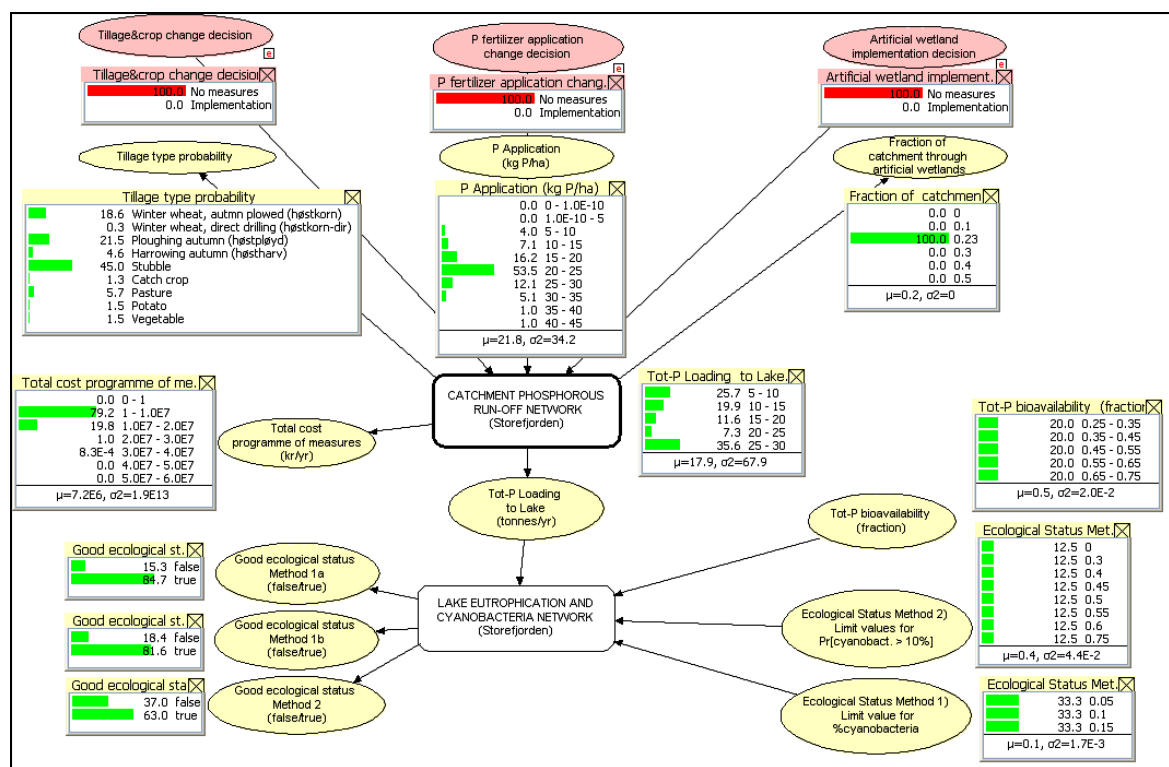 Tillage&crop change decision
e
Tillage&crop change decision
100.0 No measures
0.0 Implementation
P fertilizer application
change decision
e
P fertilizer application chang.
100.0 No measures
0.0 Implementation
Artificial wetland
implementation decision
e
Artificial wetland implement.
100.0 No measures
0.0 Implementation
Tillage type probability
Tillage type probability
18.6 Winter wheat, autmn plowed (høstkorn)
0.3 Winter wheat, direct drilling (høstkorn-dir)
21.5 Ploughing autumn (høstpløyd)
4.6 Harrowing autumn (høstharv)
45.0 Stubble
1.3 Catch crop
5.7 Pasture
1.5 Potato
1.5 Vegetable
P Application
(kg P/ha)
P Application (kg P/ha)
0.0 0 - 1.0E-10
0.0 1.0E-10 - 5
4.0 5 - 10
7.1 10 - 15
16.2 15 - 20
53.5 20 - 25
12.1 25 - 30
5.1 30 - 35
1.0 35 - 40
1.0 40 - 45
μ=21.8, σ2=34.2
Fraction of
catchment through
artificial wetlands
Fraction of catchmen
0.0 0
0.0 0.1
100.0 0.23
0.0 0.3
0.0 0.4
0.0 0.5
μ=0.2, σ2=0
Total cost programme of me.
0.0 0 - 1
79.2 1 - 1.0E7
19.8 1.0E7 - 2.0E7
1.0 2.0E7 - 3.0E7
8.3E-4 3.0E7 - 4.0E7
0.0 4.0E7 - 5.0E7
0.0 5.0E7 - 6.0E7
μ=7.2E6, σ2=1.9E13
Total cost
programme of measures
(kr/yr)
CATCHMENT PHOSPHOROUS
RUN-OFF NETWORK
(Storefjorden)
Tot-P Loading to Lake.
25.7 5 - 10
19.9 10 - 15
11.6 15 - 20
7.3 20 - 25
35.6 25 - 30
μ=17.9, σ2=67.9
Tot-P bioavailability (fraction
20.0 0.25 - 0.35
20.0 0.35 - 0.45
20.0 0.45 - 0.55
20.0 0.55 - 0.65
20.0 0.65 - 0.75
μ=0.5, σ2=2.0E-2
Tot-P Loading
to Lake
(tonnes/yr)
Tot-P bioavailability
(fraction)
Good ecological st.
15.3 false
84.7 true
Good ecological status
Method 1a
(false/true)
Good ecological st.
18.4 false
81.6 true
Good ecological status
Method 1b
(false/true)
Good ecological sta
37.0 false
63.0 true
Good ecological status
Method 2
(false/true)
LAKE EUTROPHICATION AND
CYANOBACTERIA NETWORK
(Storefjorden)
Ecological Status Method 2)
Limit values for
Pr[cyanobact. > 10%]
Ecological Status Met.
12.5 0
12.5 0.3
12.5 0.4
12.5 0.45
12.5 0.5
12.5 0.55
12.5 0.6
12.5 0.75
μ=0.4, σ2=4.4E-2
Ecological Status Method 1)
Limit value for
%cyanobacteria
Ecological Status Met.
33.3 0.05
33.3 0.1
33.3 0.15
μ=0.1, σ2=1.7E-3